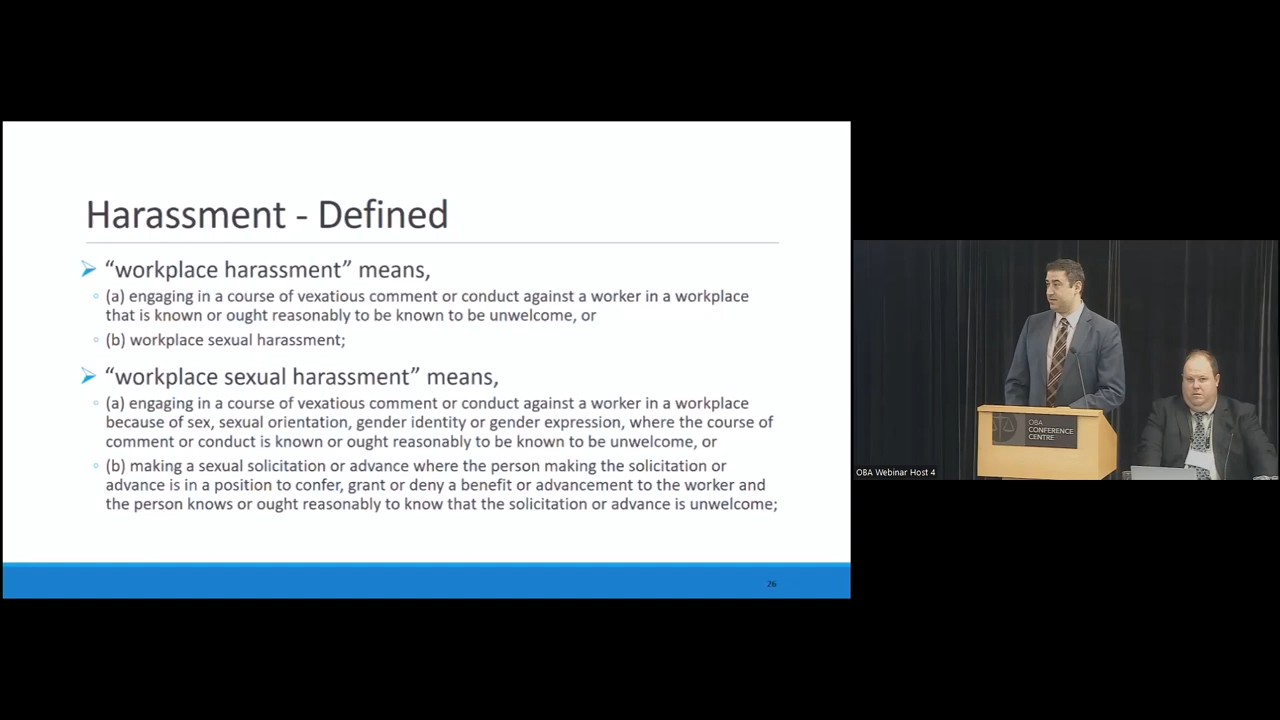 Harassment - Defined
“workplace harassment” means,
(a) engaging in a course of vexatious comment or conduct against a worker in a workplace
that is known or ought reasonably to be known to be unwelcome, or
(b) workplace sexual harassment;
“workplace sexual harassment” means,
(a) engaging in a course of vexatious comment or conduct against a worker in a workplace
because of sex, sexual orientation, gender identity or gender expression, where the course of
comment or conduct is known or ought reasonably to be known to be unwelcome, or
(b) making a sexual solicitation or advance where the person making the solicitation or
advance is in a position to confer, grant or deny a benefit or advancement to the worker and
the person knows or ought reasonably to know that the solicitation or advance is unwelcome;
26
OBA
CONFERENCE
CENTRE
OBA Webinar Host 4